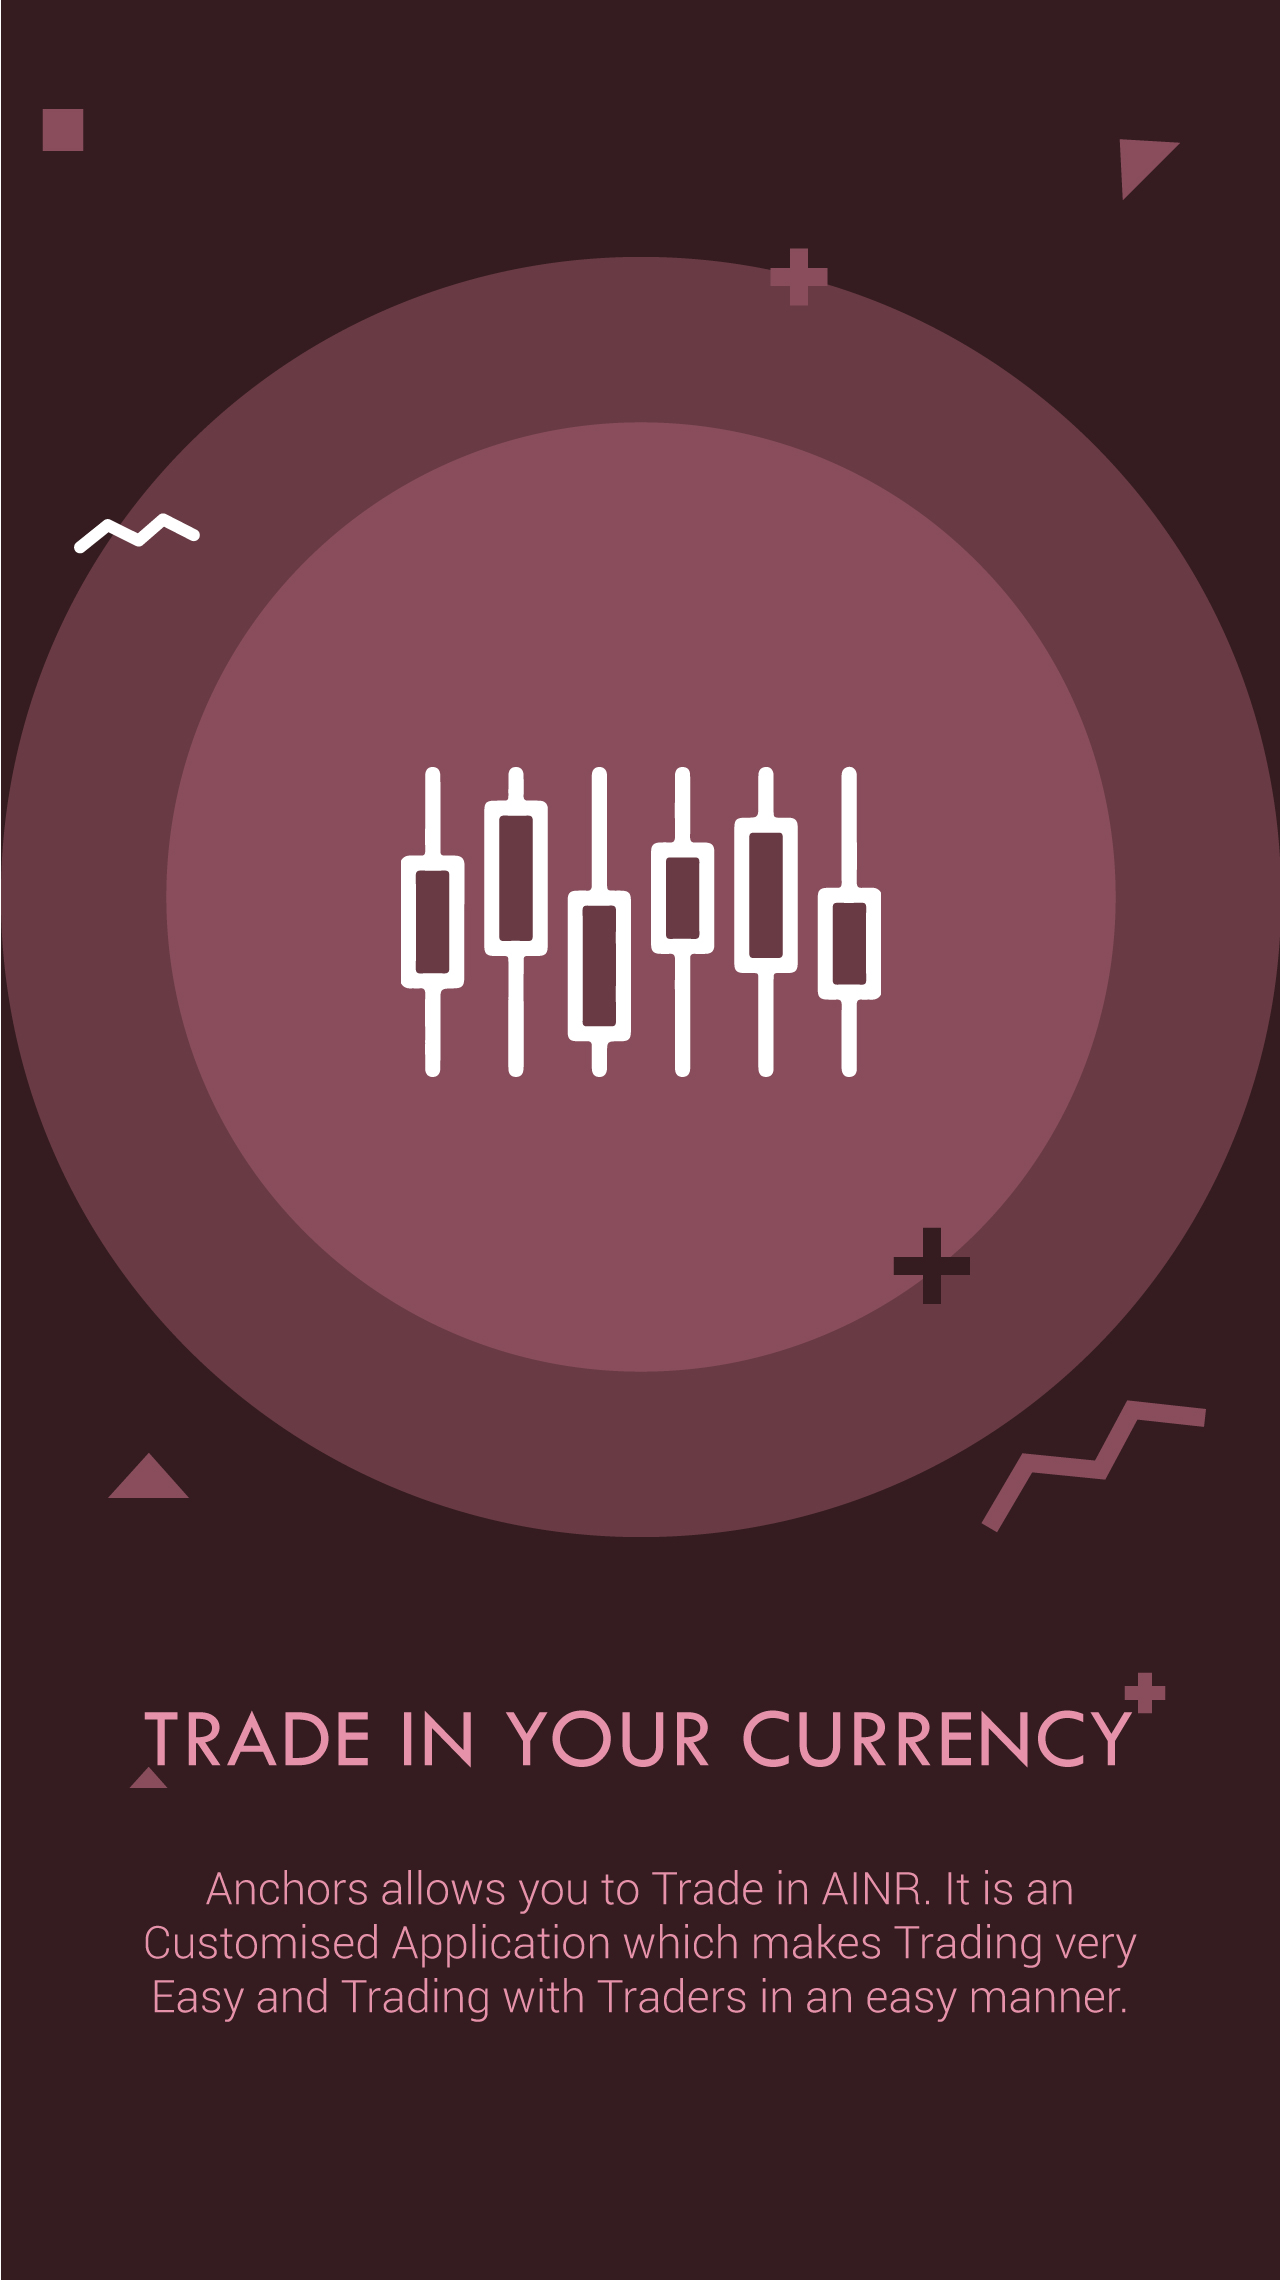 TRADE IN YOUR CURRENCY
Anchors allows you to Trade in AINR. It is an
Customised Application which makes Trading very
Easy and Trading with Traders in an easy manner.